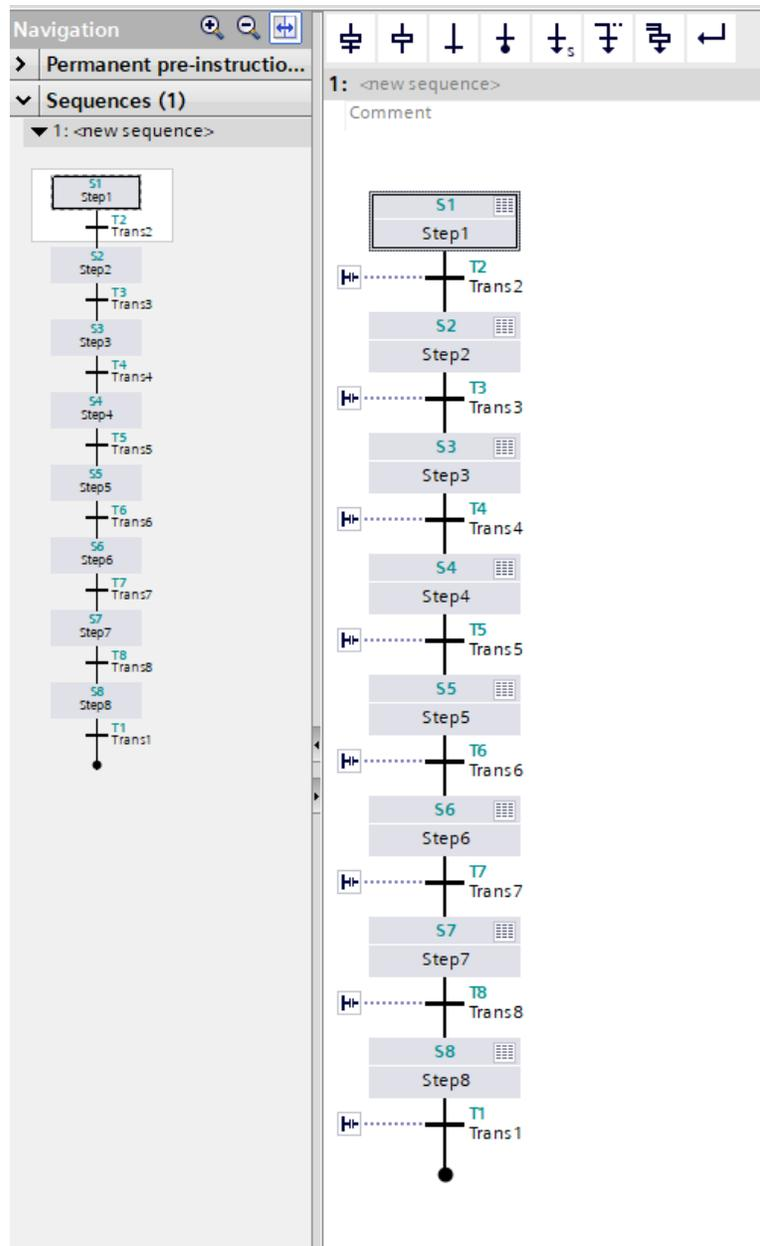 Navigation
Permanent pre-instructio...
Sequences (1)
1: <new sequence>
S1
Step1
T2
Trans2
S2
Step2
T3
Trans3
S3
Step3
T4
Trans4
S4
Step4
T5
Trans5
S5
Step5
T6
Trans6
S6
Step6
T7
Trans7
S7
Step7
T8
Trans8
S8
Step8
T1
Trans1
S
1: <new sequence>
Comment
S1
Step1
T2
Trans2
S2
Step2
T3
Trans3
S3
Step3
T4
Trans4
S4
Step4
T5
Trans5
S5
Step5
T6
Trans6
S6
Step6
T7
Trans7
S7
Step7
T8
Trans8
S8
Step8
T1
Trans1